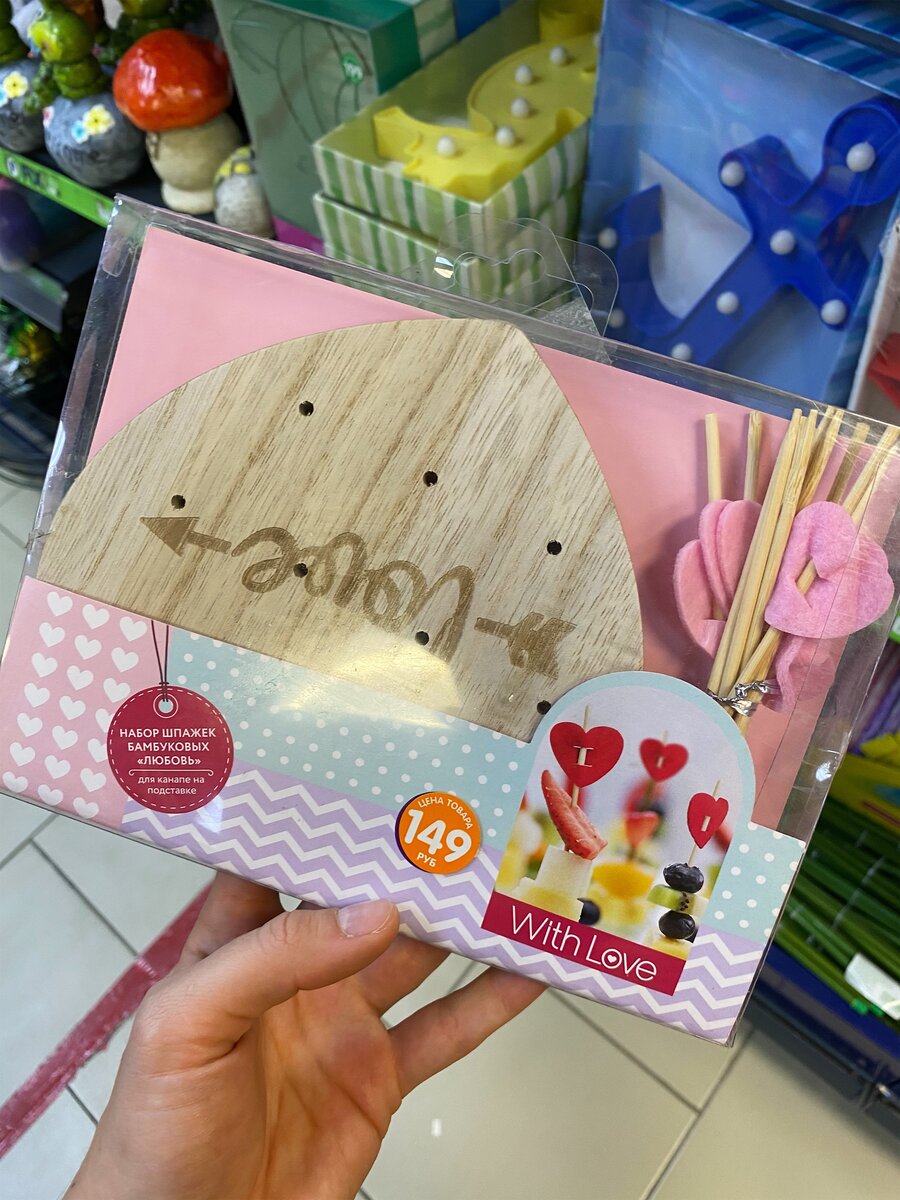 НАБОР ШПАЖЕК
БАМБУКОВЫХ
«ЛЮБОВЬ»
для канапе на
подставке
ЦЕНА ТОВАРА
149
РУБ
With Love